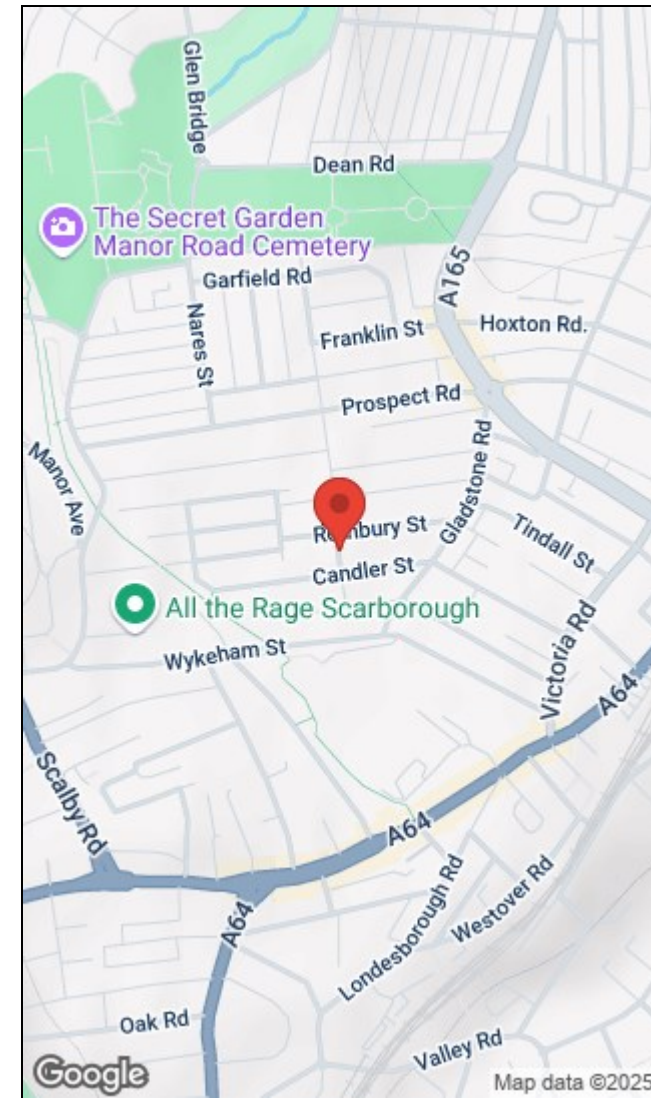 Glen Bridge
Dean Rd
The Secret Garden
Manor Road Cemetery
A165
Garfield Rd
Nares St
Franklin St
Hoxton Rd.
Prospect Rd
Manor Ave
Gladstone Rd
Tindall St
bury St
Candler St
All the Rage Scarborough
Wykeham St
Victoria Rd
A64
Scalby Rd
A64
A64
Londesborough Rd
Westover Rd
Oak Rd
Valley Rd
Google
Map data ©2025